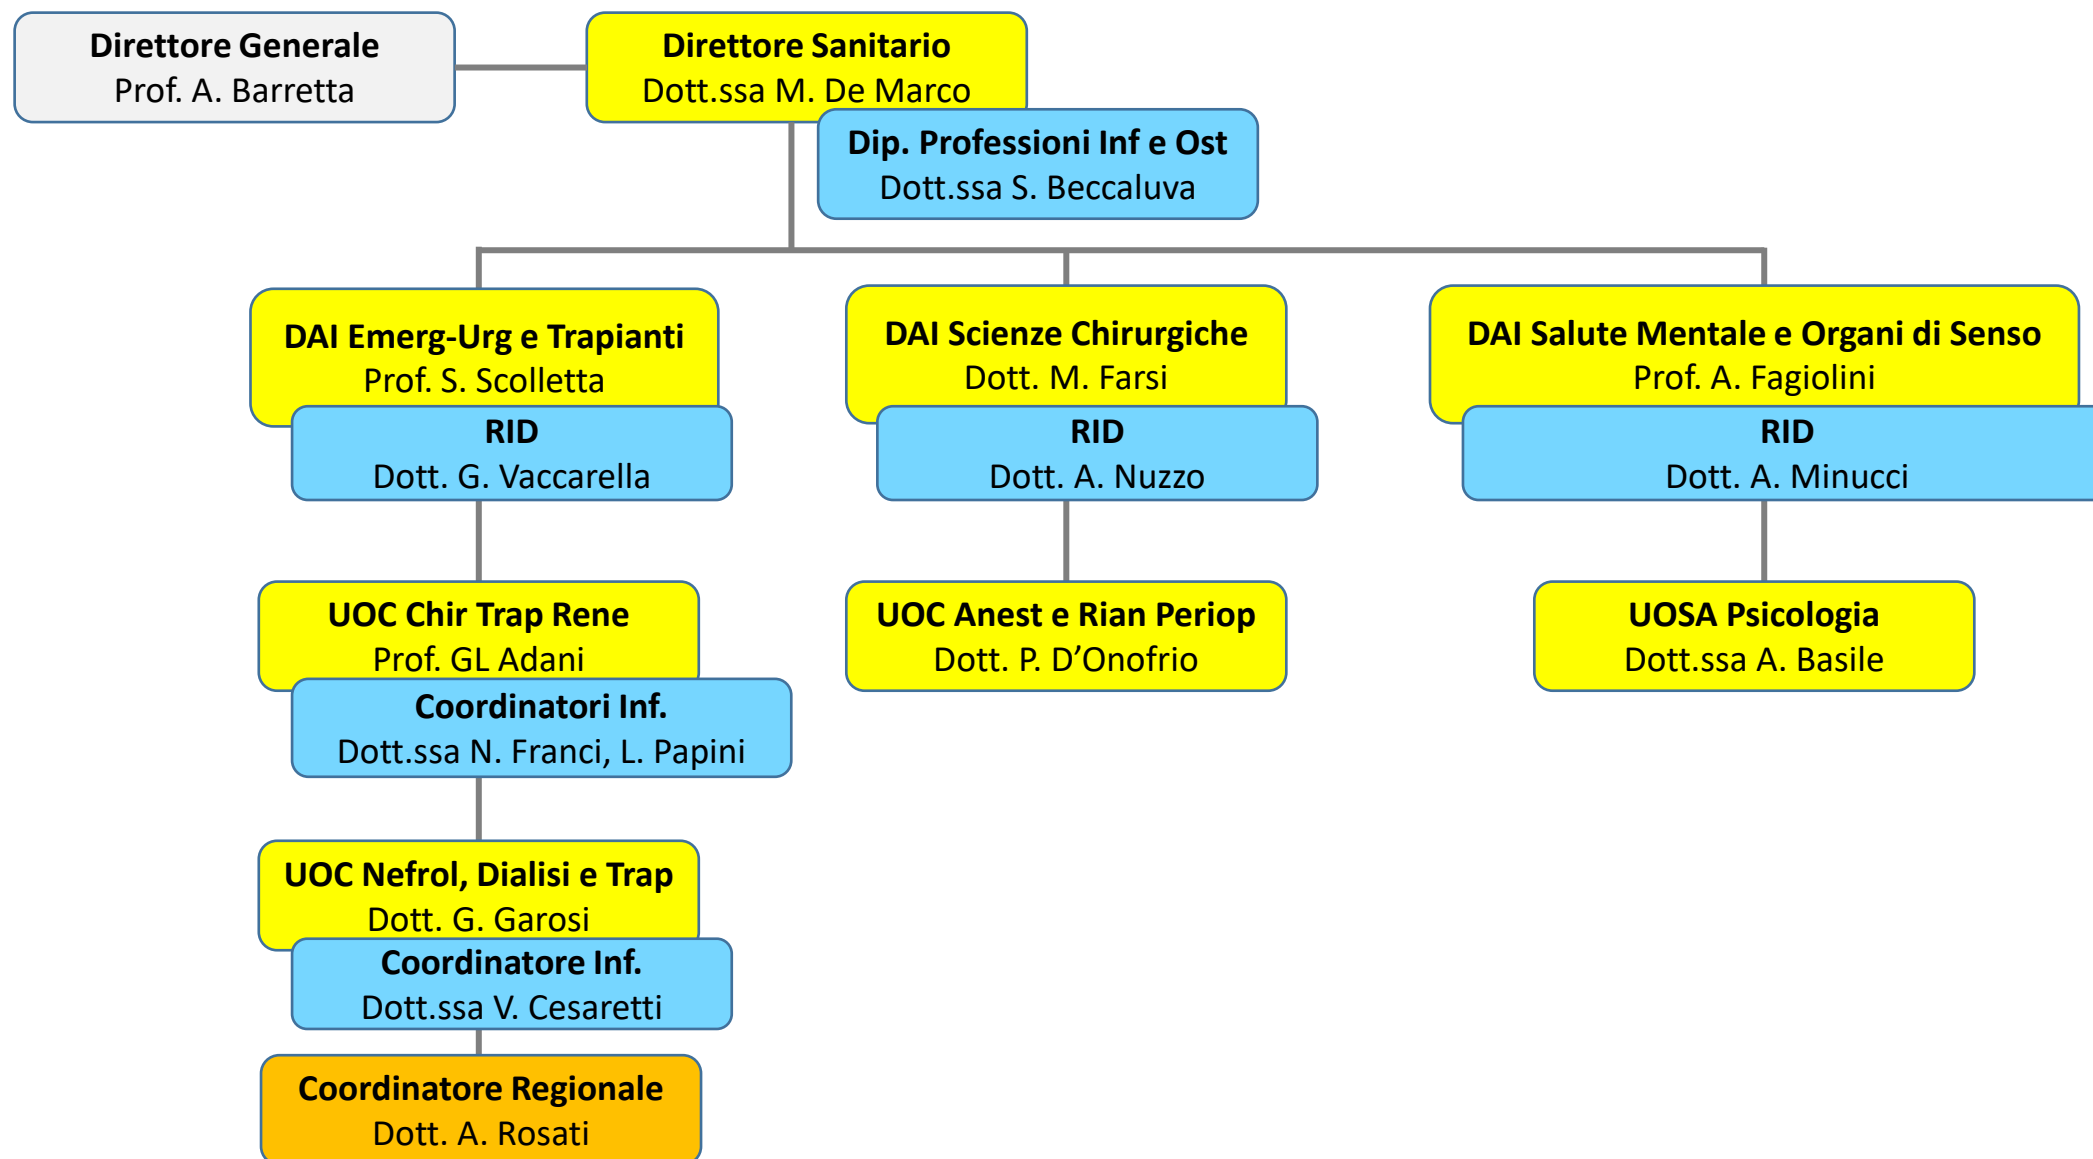 Direttore Generale
Prof. A. Barretta
Direttore Sanitario
Dott.ssa M. De Marco
Dip. Professioni Inf e Ost
Dott.ssa S. Beccaluva
DAI Emerg-Urg e Trapianti
Prof. S. Scolletta
RID
Dott. G. Vaccarella
DAI Scienze Chirurgiche
Dott. M. Farsi
RID
Dott. A. Nuzzo
DAI Salute Mentale e Organi di Senso
Prof. A. Fagiolini
RID
Dott. A. Minucci
UOC Chir Trap Rene
Prof. GL Adani
Coordinatori Inf.
Dott.ssa N. Franci, L. Papini
UOC Anest e Rian Periop
Dott. P. D’Onofrio
UOSA Psicologia
Dott.ssa A. Basile
UOC Nefrol, Dialisi e Trap
Dott. G. Garosi
Coordinatore Inf.
Dott.ssa V. Cesaretti
Coordinatore Regionale
Dott. A. Rosati